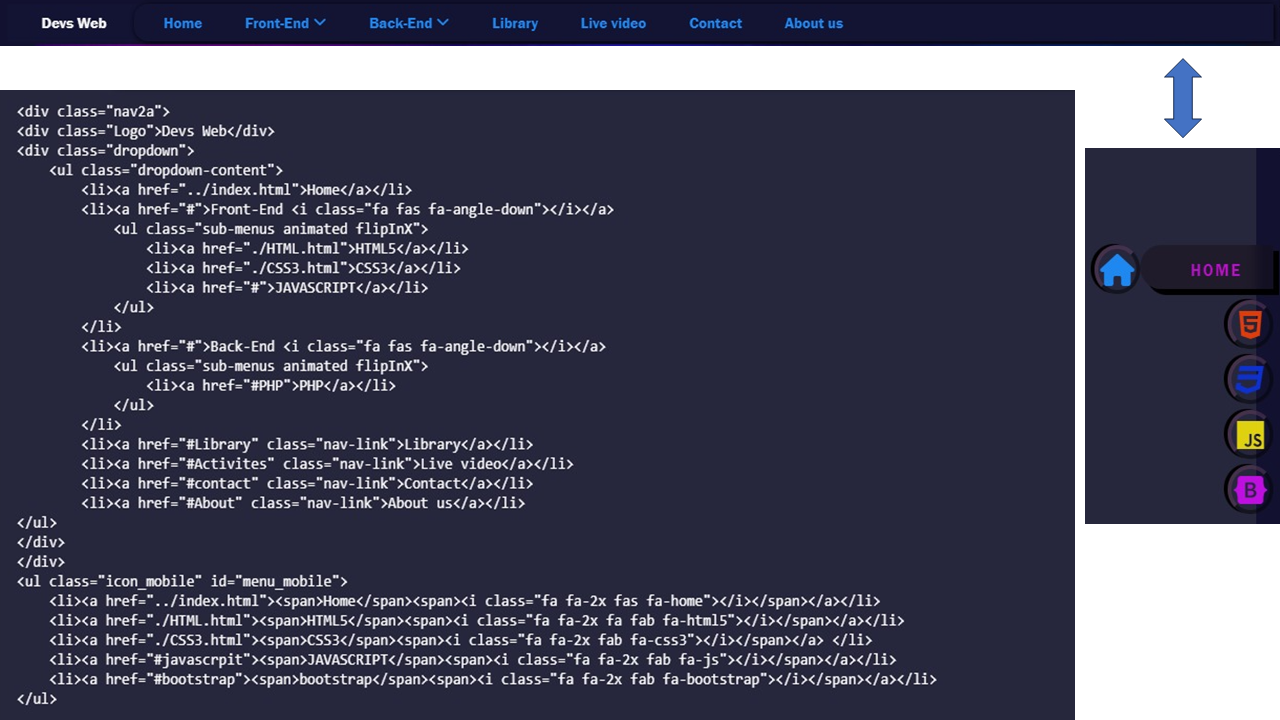 Devs Web Home Front-End Back-End Library Live video Contact About us
<div class="nav2a">
<div class="Logo">Devs Web</div>
<div class="dropdown">
    <ul class="dropdown-content">
        <li><a href="../index.html">Home</a></li>
        <li><a href="#">Front-End <i class="fa fas fa-angle-down"></i></a>
            <ul class="sub-menus animated flipInX">
                <li><a href="./HTML.html">HTML5</a></li>
                <li><a href="./CSS3.html">CSS3</a></li>
                <li><a href="#">JAVASCRIPT</a></li>
            </ul>
        </li>
        <li><a href="#">Back-End <i class="fa fas fa-angle-down"></i></a>
            <ul class="sub-menus animated flipInX">
                <li><a href="#PHP">PHP</a></li>
            </ul>
        </li>
        <li><a href="#Library" class="nav-link">Library</a></li>
        <li><a href="#Activites" class="nav-link">Live video</a></li>
        <li><a href="#contact" class="nav-link">Contact</a></li>
        <li><a href="#About" class="nav-link">About us</a></li>
</ul>
</div>
</div>
<ul class="icon_mobile" id="menu_mobile">
    <li><a href="../index.html"><span>Home</span><span><i class="fa fa-2x fas fa-home"></i></span></a></li>
    <li><a href="./HTML.html"><span>HTML5</span><span><i class="fa fa-2x fa fab fa-html5"></i></span></a></li>
    <li><a href="./CSS3.html"><span>CSS3</span><span><i class="fa fa-2x fab fa-css3"></i></span></a> </li>
    <li><a href="#javascrpit"><span>JAVASCRIPT</span><span><i class="fa fa-2x fab fa-js"></i></span></a></li>
    <li><a href="#bootstrap"><span>bootstrap</span><span><i class="fa fa-2x fab fa-bootstrap"></i></span></a></li>
</ul>
HOME
5
JS
B